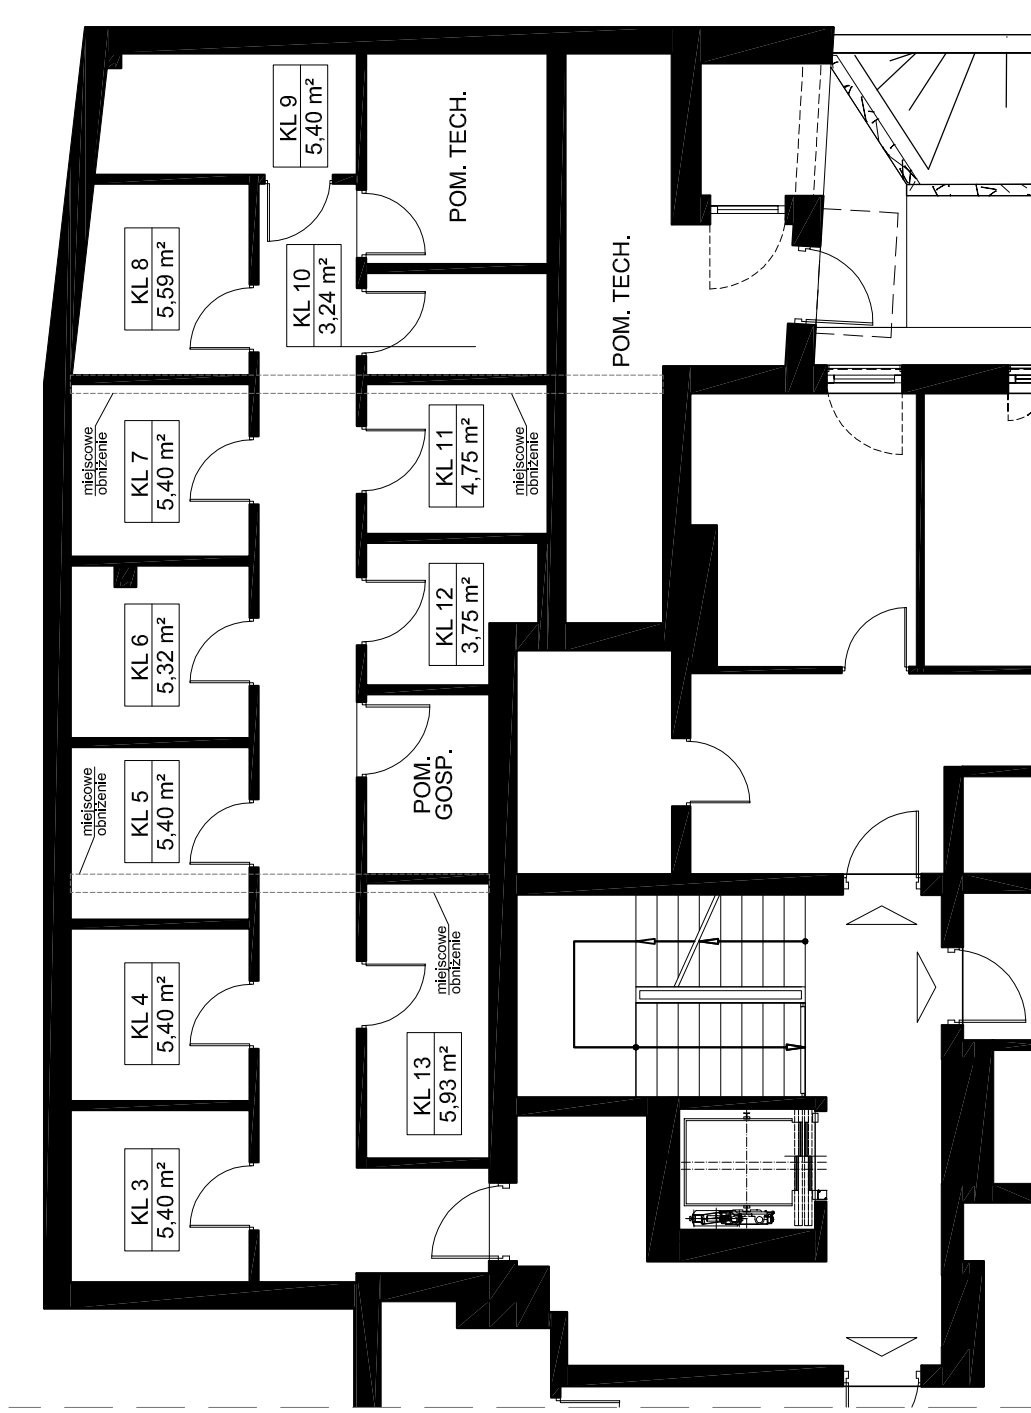 KL 9
5,40 m²
POM. TECH.
KL 8
5,59 m²
KL 10
3,24 m²
POM. TECH.
miejscowe
obniżenie
KL 7
5,40 m²
KL 11
4,75 m²
miejscowe
obniżenie
KL 6
5,32 m²
KL 12
3,75 m²
miejscowe
obniżenie
KL 5
5,40 m²
POM.
GOSP.
KL 4
5,40 m²
miejscowe
obniżenie
KL 13
5,93 m²
KL 3
5,40 m²